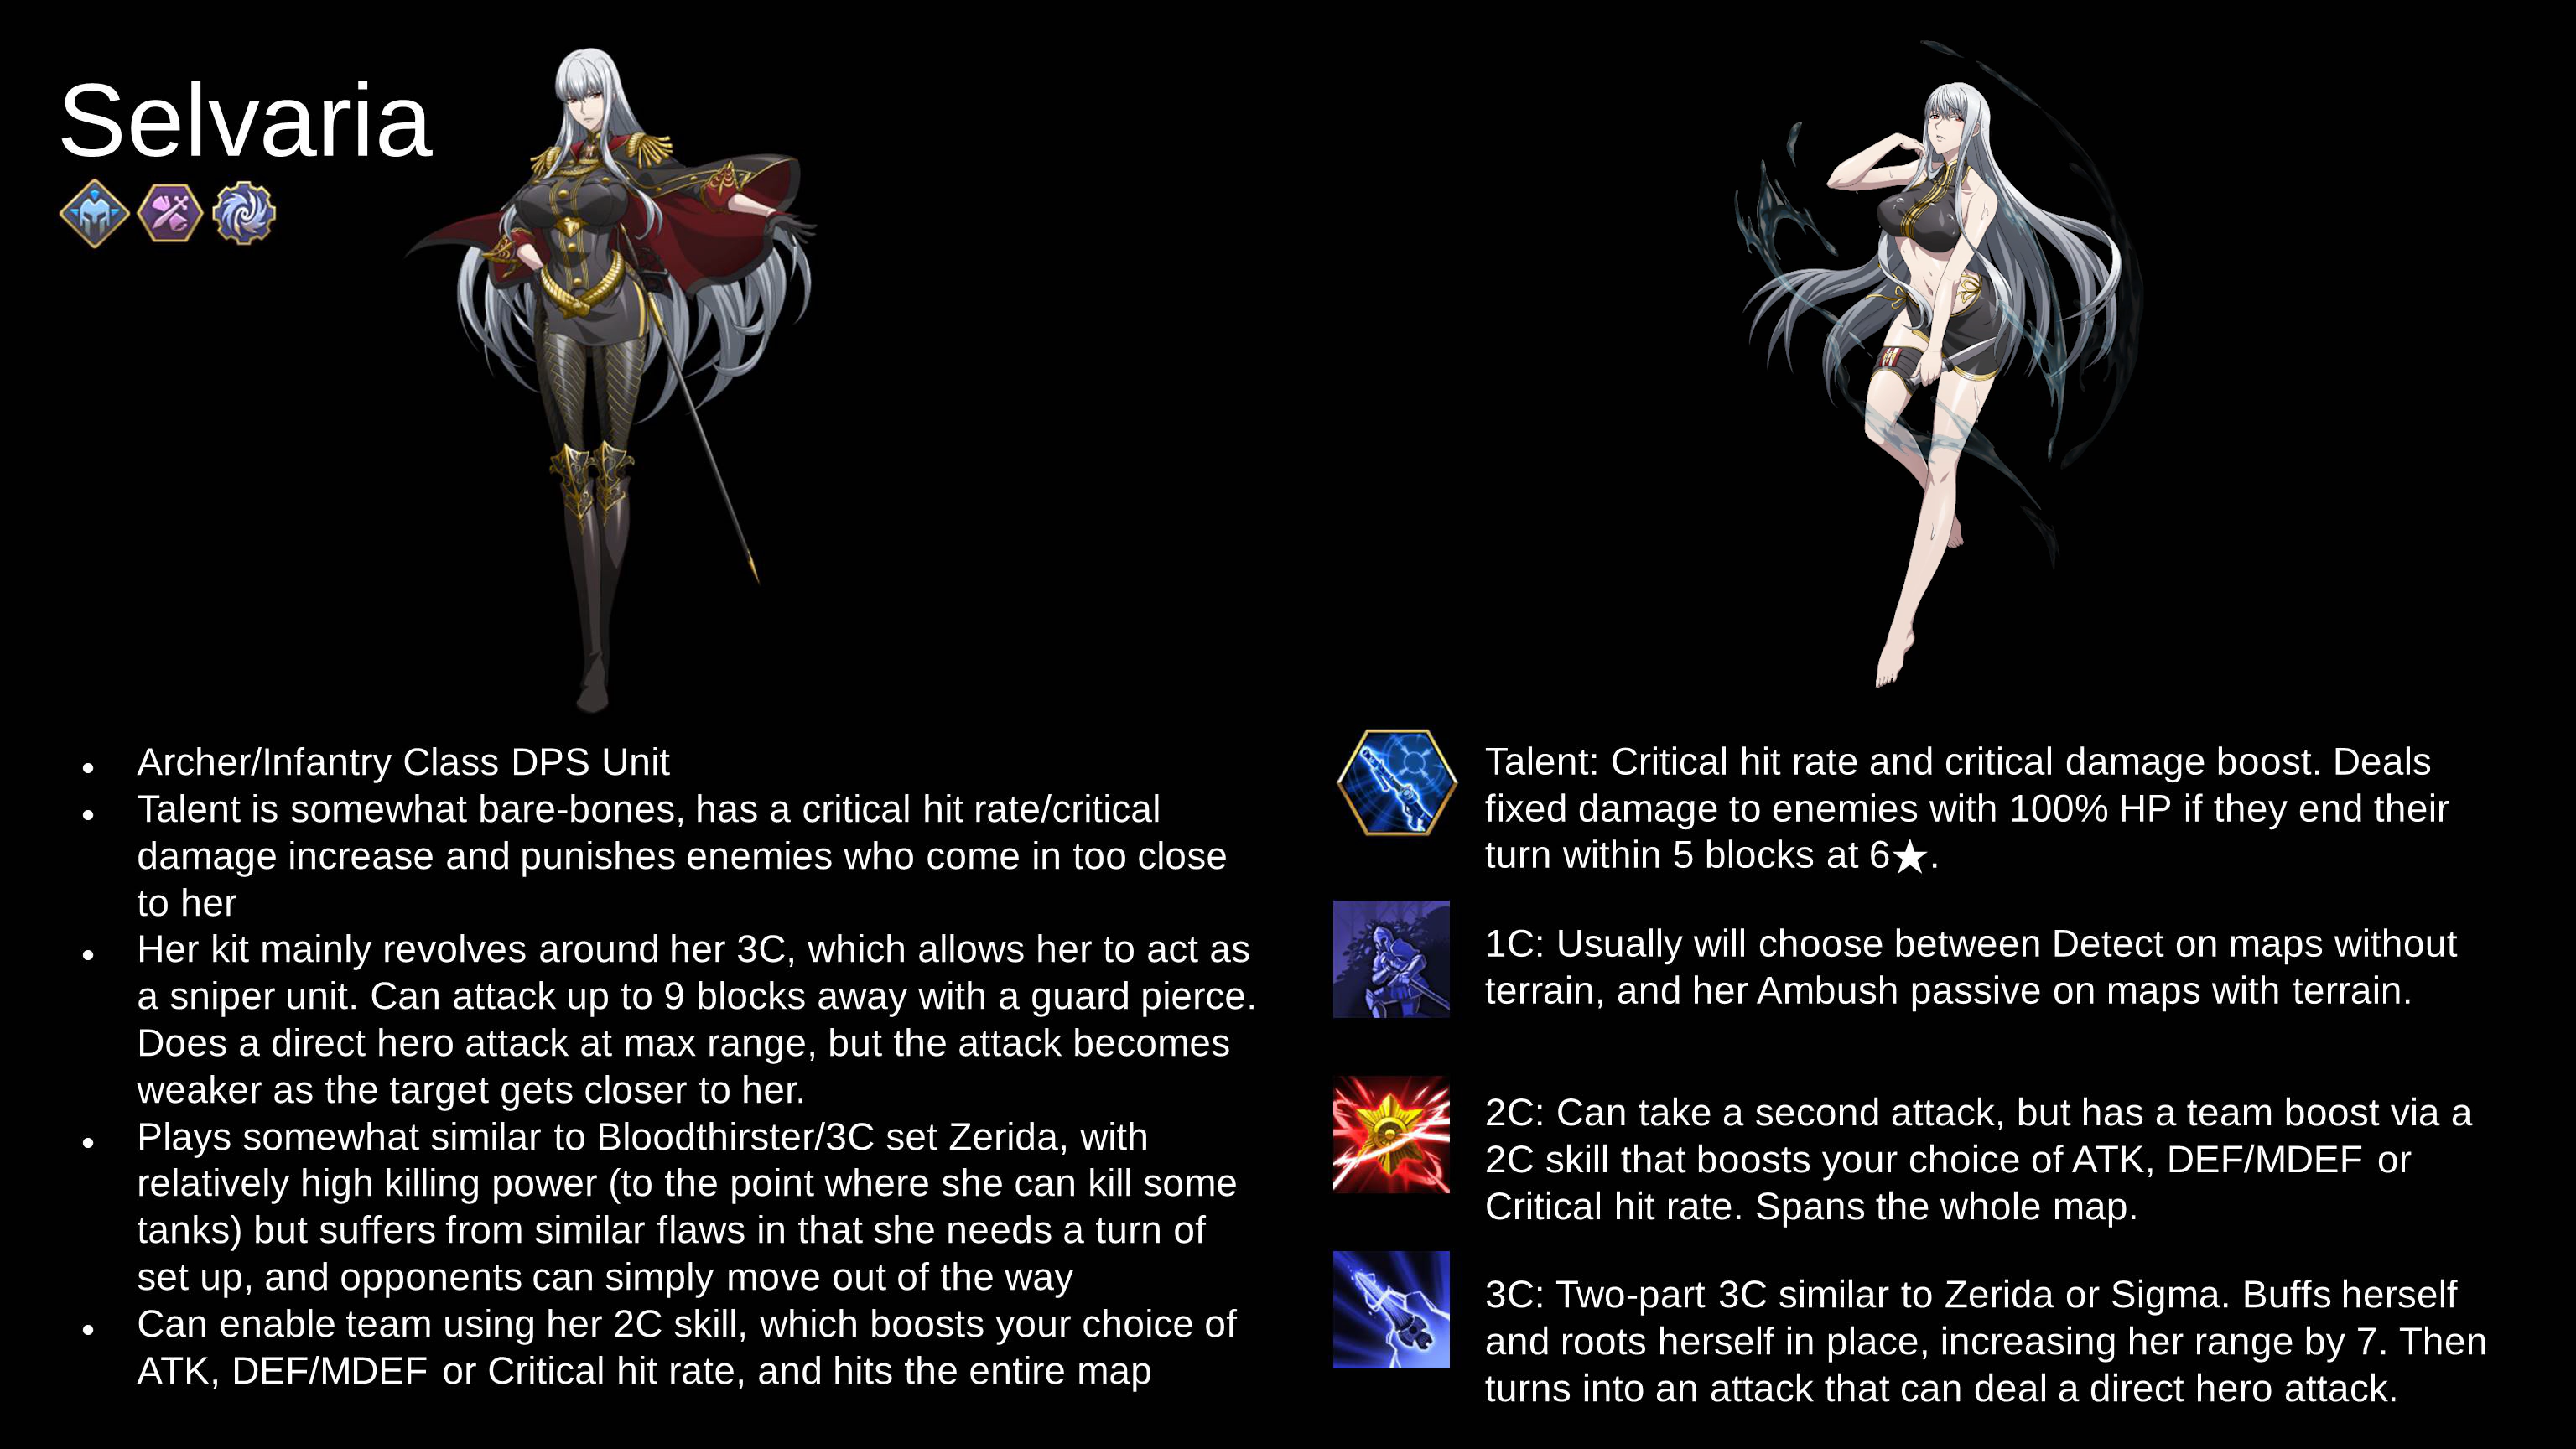 Selvaria
• Archer/Infantry Class DPS Unit
• Talent is somewhat bare-bones, has a critical hit rate/critical
damage increase and punishes enemies who come in too close
to her
• Her kit mainly revolves around her 3C, which allows her to act as
a sniper unit. Can attack up to 9 blocks away with a guard pierce.
Does a direct hero attack at max range, but the attack becomes
weaker as the target gets closer to her.
• Plays somewhat similar to Bloodthirster/3C set Zerida, with
relatively high killing power (to the point where she can kill some
tanks) but suffers from similar flaws in that she needs a turn of
set up, and opponents can simply move out of the way
• Can enable team using her 2C skill, which boosts your choice of
ATK, DEF/MDEF or Critical hit rate, and hits the entire map
Talent: Critical hit rate and critical damage boost. Deals
fixed damage to enemies with 100% HP if they end their
turn within 5 blocks at 6★.
1C: Usually will choose between Detect on maps without
terrain, and her Ambush passive on maps with terrain.
2C: Can take a second attack, but has a team boost via a
2C skill that boosts your choice of ATK, DEF/MDEF or
Critical hit rate. Spans the whole map.
3C: Two-part 3C similar to Zerida or Sigma. Buffs herself
and roots herself in place, increasing her range by 7. Then
turns into an attack that can deal a direct hero attack.